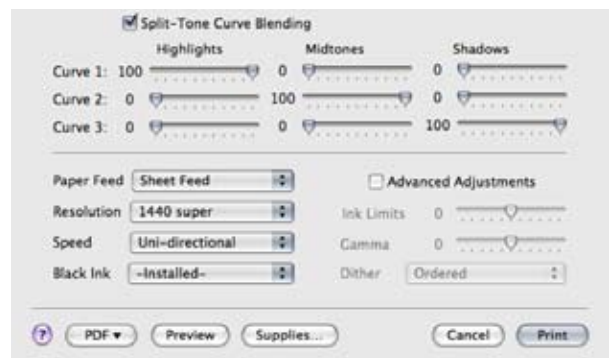 Split-Tone Curve Blending
Highlights Midtones Shadows
Curve 1: 100 0 0
Curve 2: 0 100 0
Curve 3: 0 0 100
Paper Feed Sheet Feed Advanced Adjustments
Resolution 1440 super Ink Limits 0
Speed Uni-directional Gamma 0
Black Ink -Installed- Dither Ordered
? PDF Preview Supplies... Cancel Print